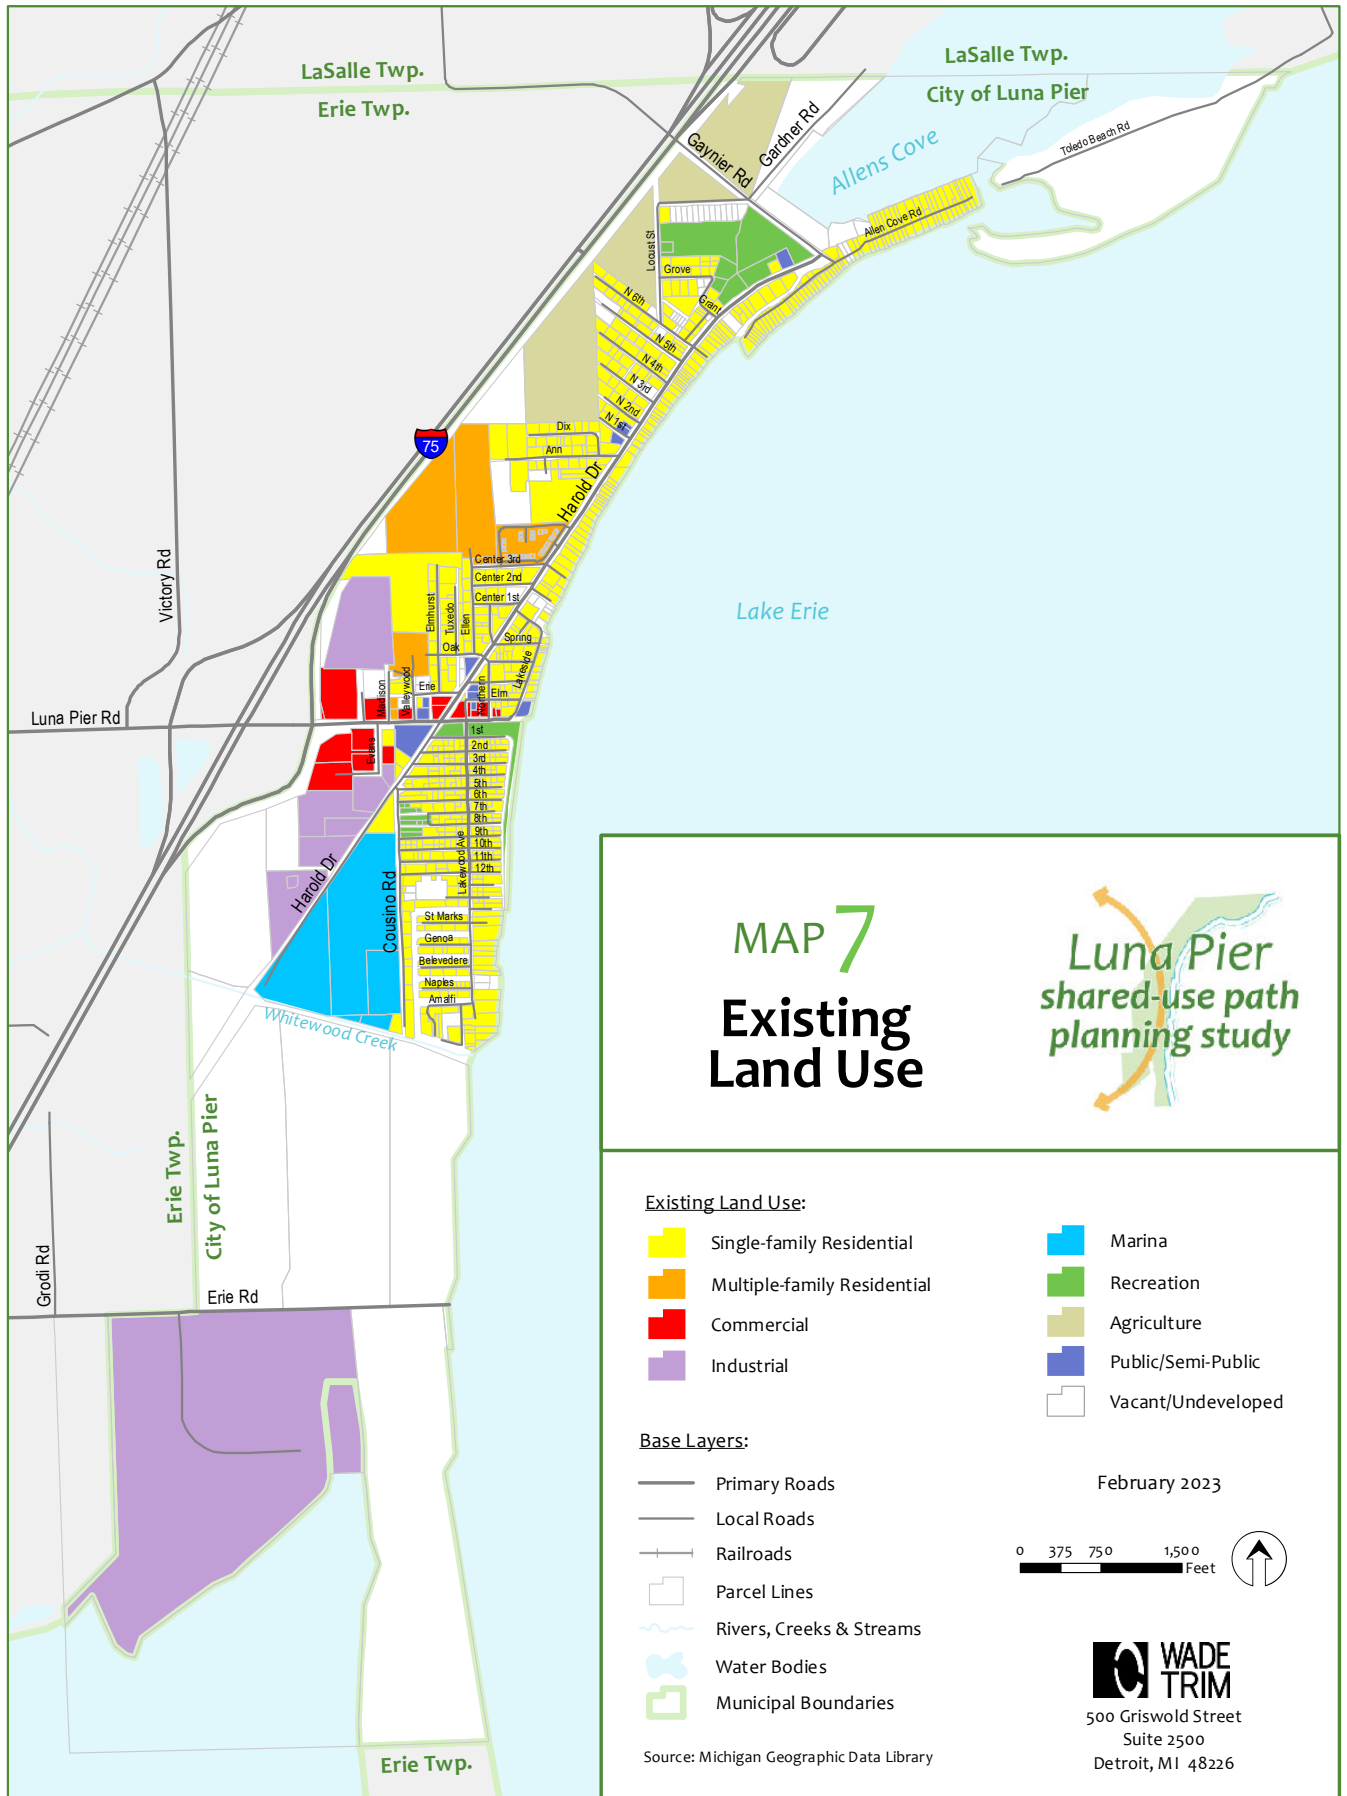 LaSalle Twp.
Erie Twp.
LaSalle Twp.
City of Luna Pier
Toledo Beach Rd
Gardner Rd
Gaynier Rd
Allens Cove
Allen Cove Rd
Locust St
Grove
Grant
N 6th
N 5th
N 4th
N 3rd
N 2nd
N 1st
75
Dix
Ann
Harold Dr
Victory Rd
Center 3rd
Center 2nd
Center 1st
Elmhurst
Tuxedo
Ellen
Spring
Oak
Lakeside
Lake Erie
Madison
Valleywood
Erie
Northern
Elm
Luna Pier Rd
Evans
1st
2nd
3rd
4th
5th
6th
7th
8th
9th
10th
11th
12th
Lakewood Ave
Harold Dr
Cousino Rd
St Marks
Genoa
Belevedere
Naples
Amalfi
Whitewood Creek
Erie Twp.
City of Luna Pier
Grodi Rd
Erie Rd
Erie Twp.
MAP 7
Existing
Land Use
Luna Pier
shared-use path
planning study
Existing Land Use:
Single-family Residential
Multiple-family Residential
Commercial
Industrial
Marina
Recreation
Agriculture
Public/Semi-Public
Vacant/Undeveloped
Base Layers:
Primary Roads
Local Roads
Railroads
Parcel Lines
Rivers, Creeks & Streams
Water Bodies
Municipal Boundaries
Source: Michigan Geographic Data Library
February 2023
0 375 750 1,500
Feet
WADE
TRIM
500 Griswold Street
Suite 2500
Detroit, MI 48226